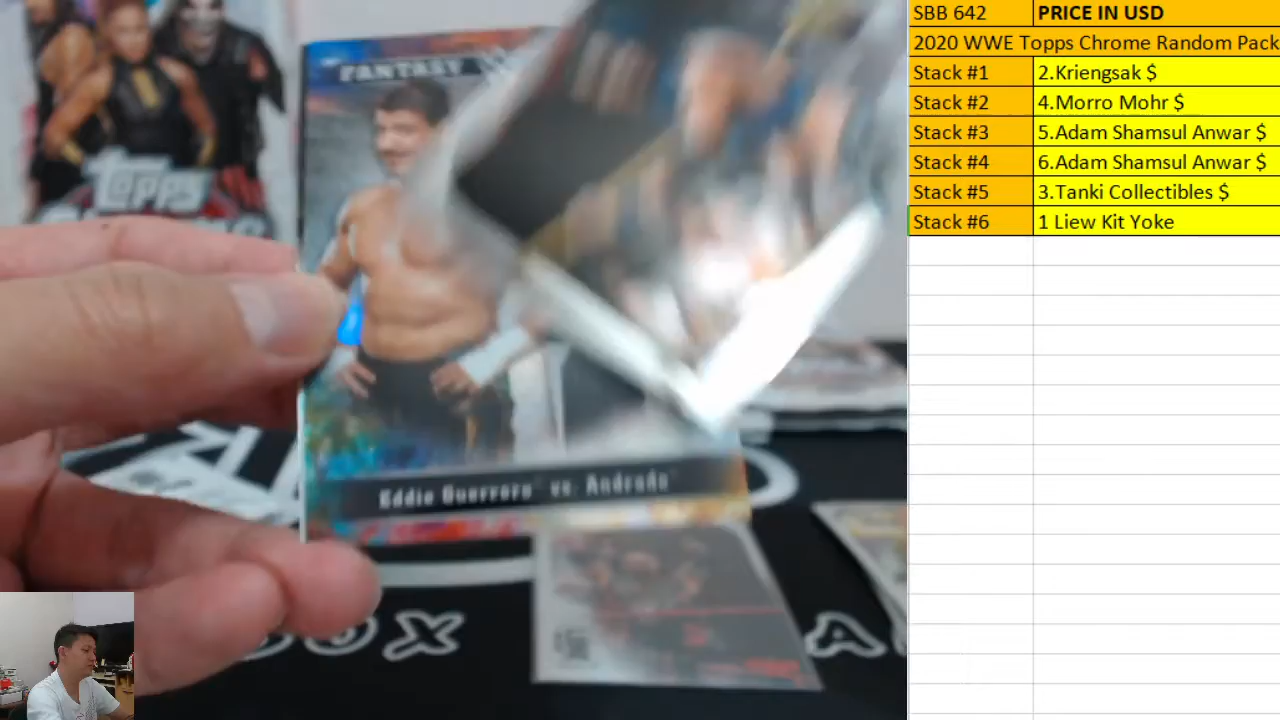 SBB 642 PRICE IN USD
2020 WWE Topps Chrome Random Pack
Stack #1 2.Kriengsak $
Stack #2 4.Morro Mohr $
Stack #3 5.Adam Shamsul Anwar $
Stack #4 6.Adam Shamsul Anwar $
Stack #5 3.Tanki Collectibles $
Stack #6 1 Liew Kit Yoke
FANTASY
Topps
Eddie Guerrero vs. Andrade
OX
A